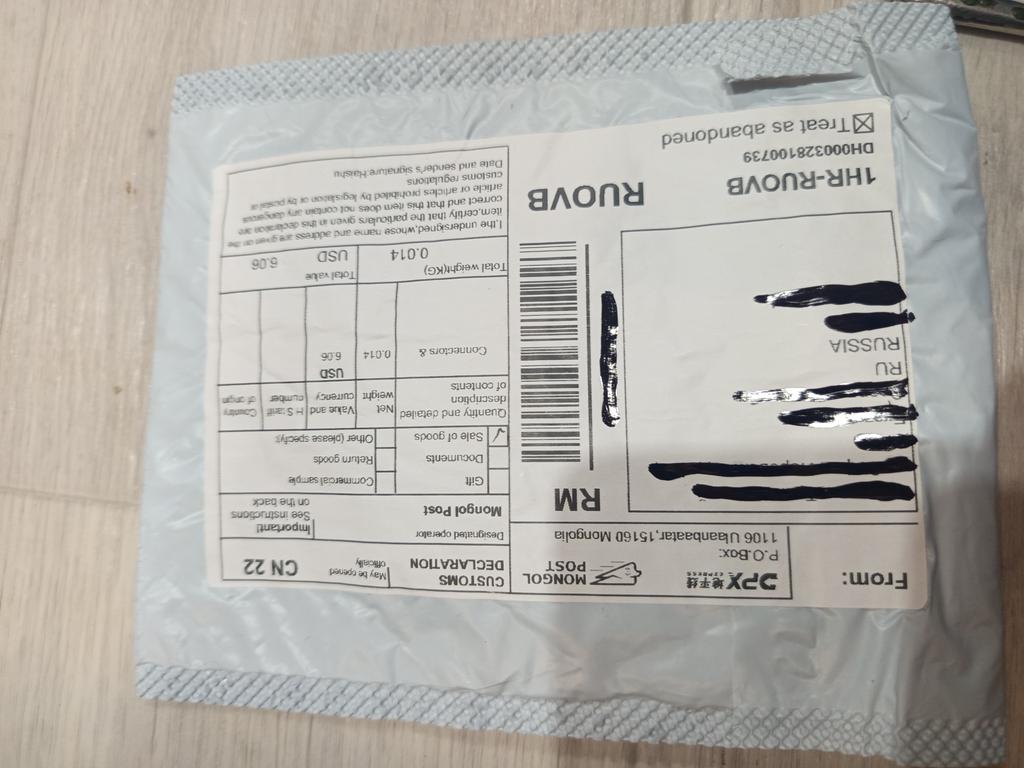 From:
DPX 地平线
EXPRESS
MONGOL
POST
P.O.Box:
1106 Ulaanbaatar,15160 Mongolia
RM
RU
RUSSIA
1HR-RUOVB
RUOVB
DH000328100739
Treat as abandoned
CUSTOMS
DECLARATION
May be opened
officially
CN 22
Designated operator
Mongol Post
Important!
See instructions
on the back
Gift
Commercial sample
Documents
Return goods
✓ Sale of goods
Other (please specify):
Quantity and detailed
description
of contents
Net
weight
Value and
currency
H S tariff
number
Country
of origin
USD
Connectors &
0.014
6.06
Total weight(KG)
Total value
0.014
USD
6.06
I,the undersigned,whose name and address are given on the
item,certify that the particulars given in this declaration are
correct and that this item does not contain any dangerous
article or articles prohibited by legislation or by postal or
customs regulations
Date and sender's signature:Haishu